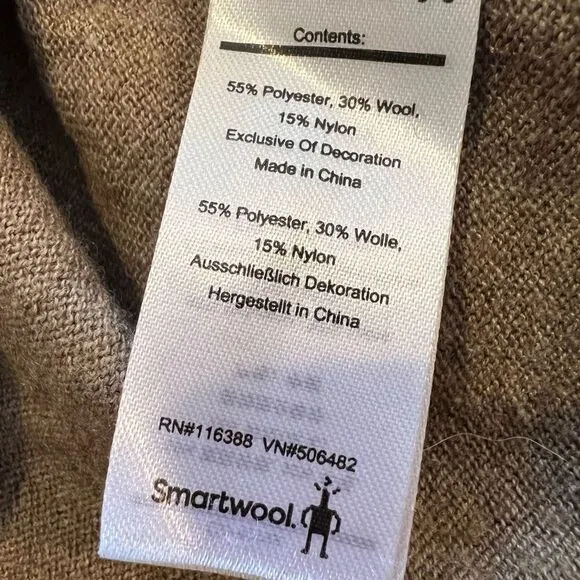 Contents:
55% Polyester, 30% Wool,
15% Nylon
Exclusive Of Decoration
Made in China
55% Polyester, 30% Wolle,
15% Nylon
Ausschließlich Dekoration
Hergestellt in China
RN#116388 VN#506482
Smartwool.